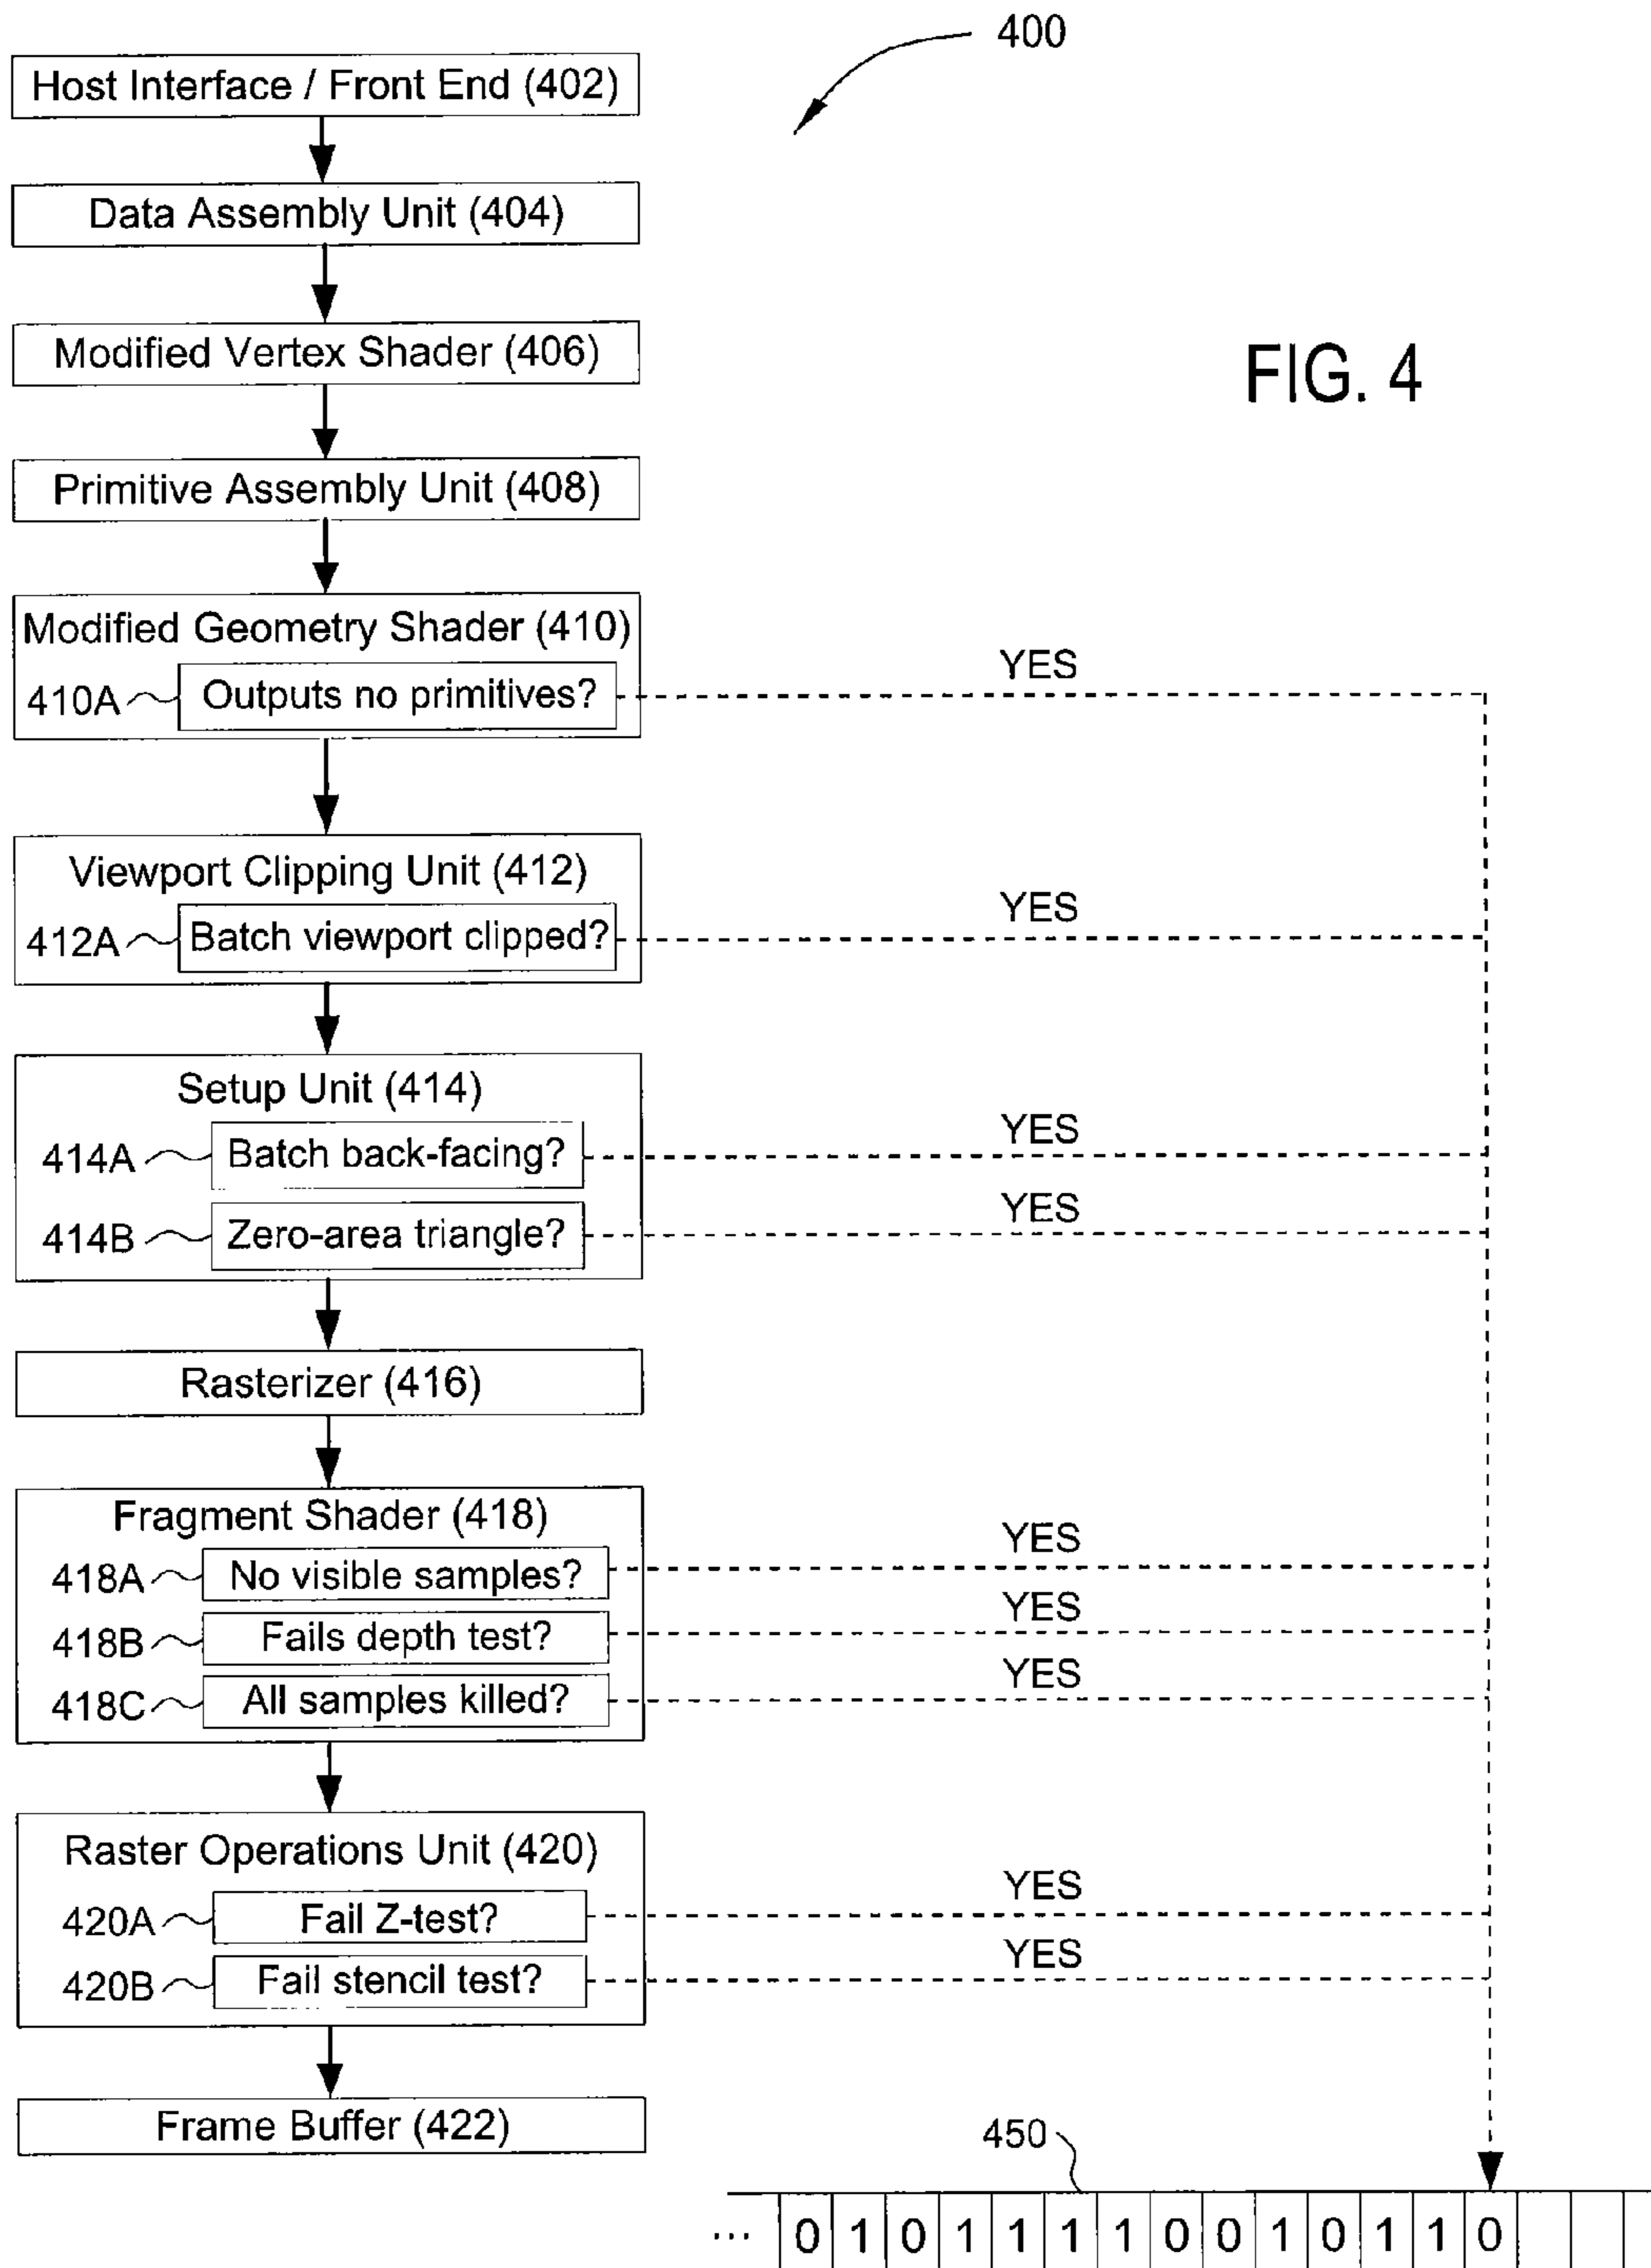 400
Host Interface / Front End (402)
Data Assembly Unit (404)
Modified Vertex Shader (406)
FIG. 4
Primitive Assembly Unit (408)
Modified Geometry Shader (410)
410A Outputs no primitives? YES
Viewport Clipping Unit (412)
412A Batch viewport clipped? YES
Setup Unit (414)
414A Batch back-facing? YES
414B Zero-area triangle? YES
Rasterizer (416)
Fragment Shader (418)
418A No visible samples? YES
418B Fails depth test? YES
418C All samples killed? YES
Raster Operations Unit (420)
420A Fail Z-test? YES
420B Fail stencil test? YES
Frame Buffer (422)
450
... 0 1 0 1 1 1 1 0 0 1 0 1 1 0